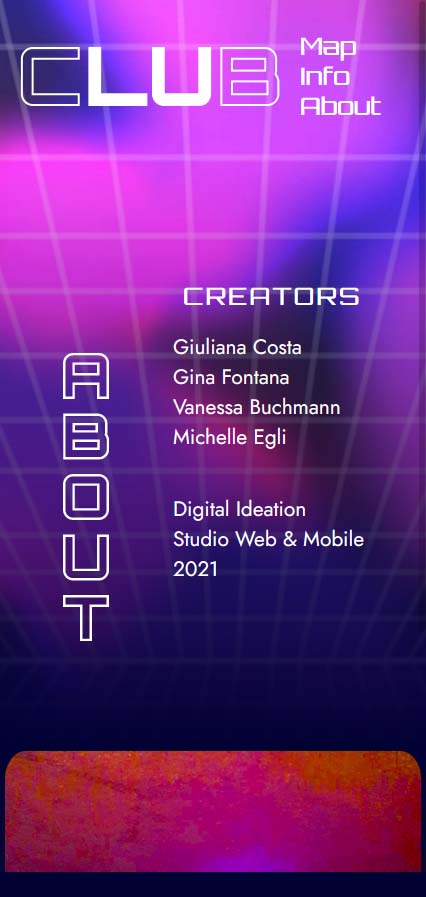 CLUB
Map
Info
About
CREATORS
ABOUT
Giuliana Costa
Gina Fontana
Vanessa Buchmann
Michelle Egli
Digital Ideation
Studio Web & Mobile
2021